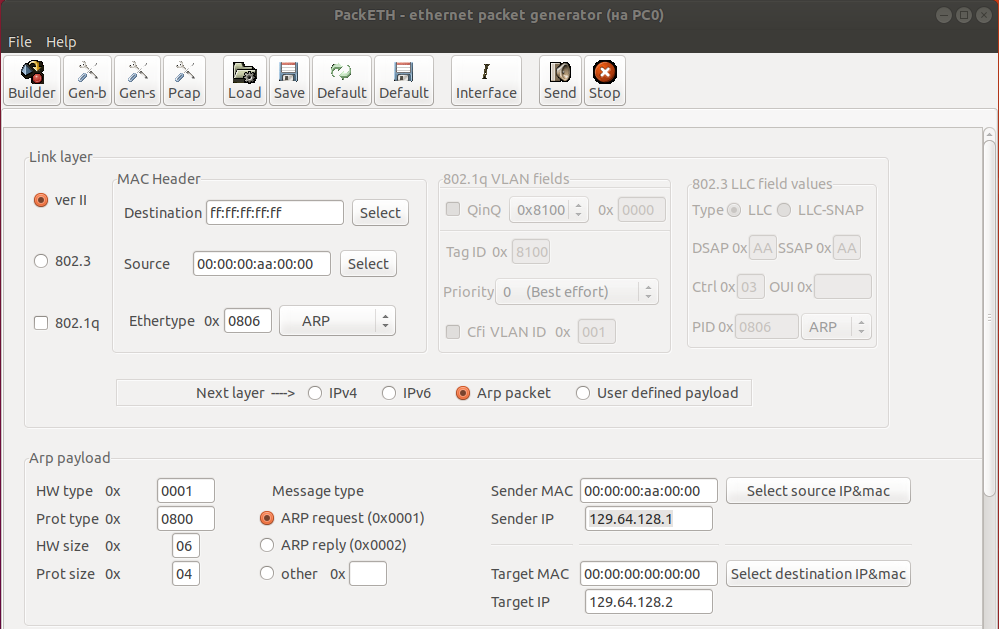 PackETH - ethernet packet generator (на PC0)
File Help
Builder Gen-b Gen-s Pcap Load Save Default Default Interface Send Stop
Link layer
MAC Header 802.1q VLAN fields 802.3 LLC field values
ver II Destination ff:ff:ff:ff:ff Select QinQ 0x8100 0x 0000 Type LLC LLC-SNAP
Tag ID 0x 8100 DSAP 0x AA SSAP 0x AA
802.3 Source 00:00:00:aa:00:00 Select Priority 0 (Best effort) Ctrl 0x 03 OUI 0x
802.1q Ethertype 0x 0806 ARP Cfi VLAN ID 0x 001 PID 0x 0806 ARP
Next layer ----> IPv4 IPv6 Arp packet User defined payload
Arp payload
HW type 0x 0001 Message type Sender MAC 00:00:00:aa:00:00 Select source IP&mac
Prot type 0x 0800 ARP request (0x0001) Sender IP 129.64.128.1
HW size 0x 06 ARP reply (0x0002)
Prot size 0x 04 other 0x Target MAC 00:00:00:00:00:00 Select destination IP&mac
Target IP 129.64.128.2